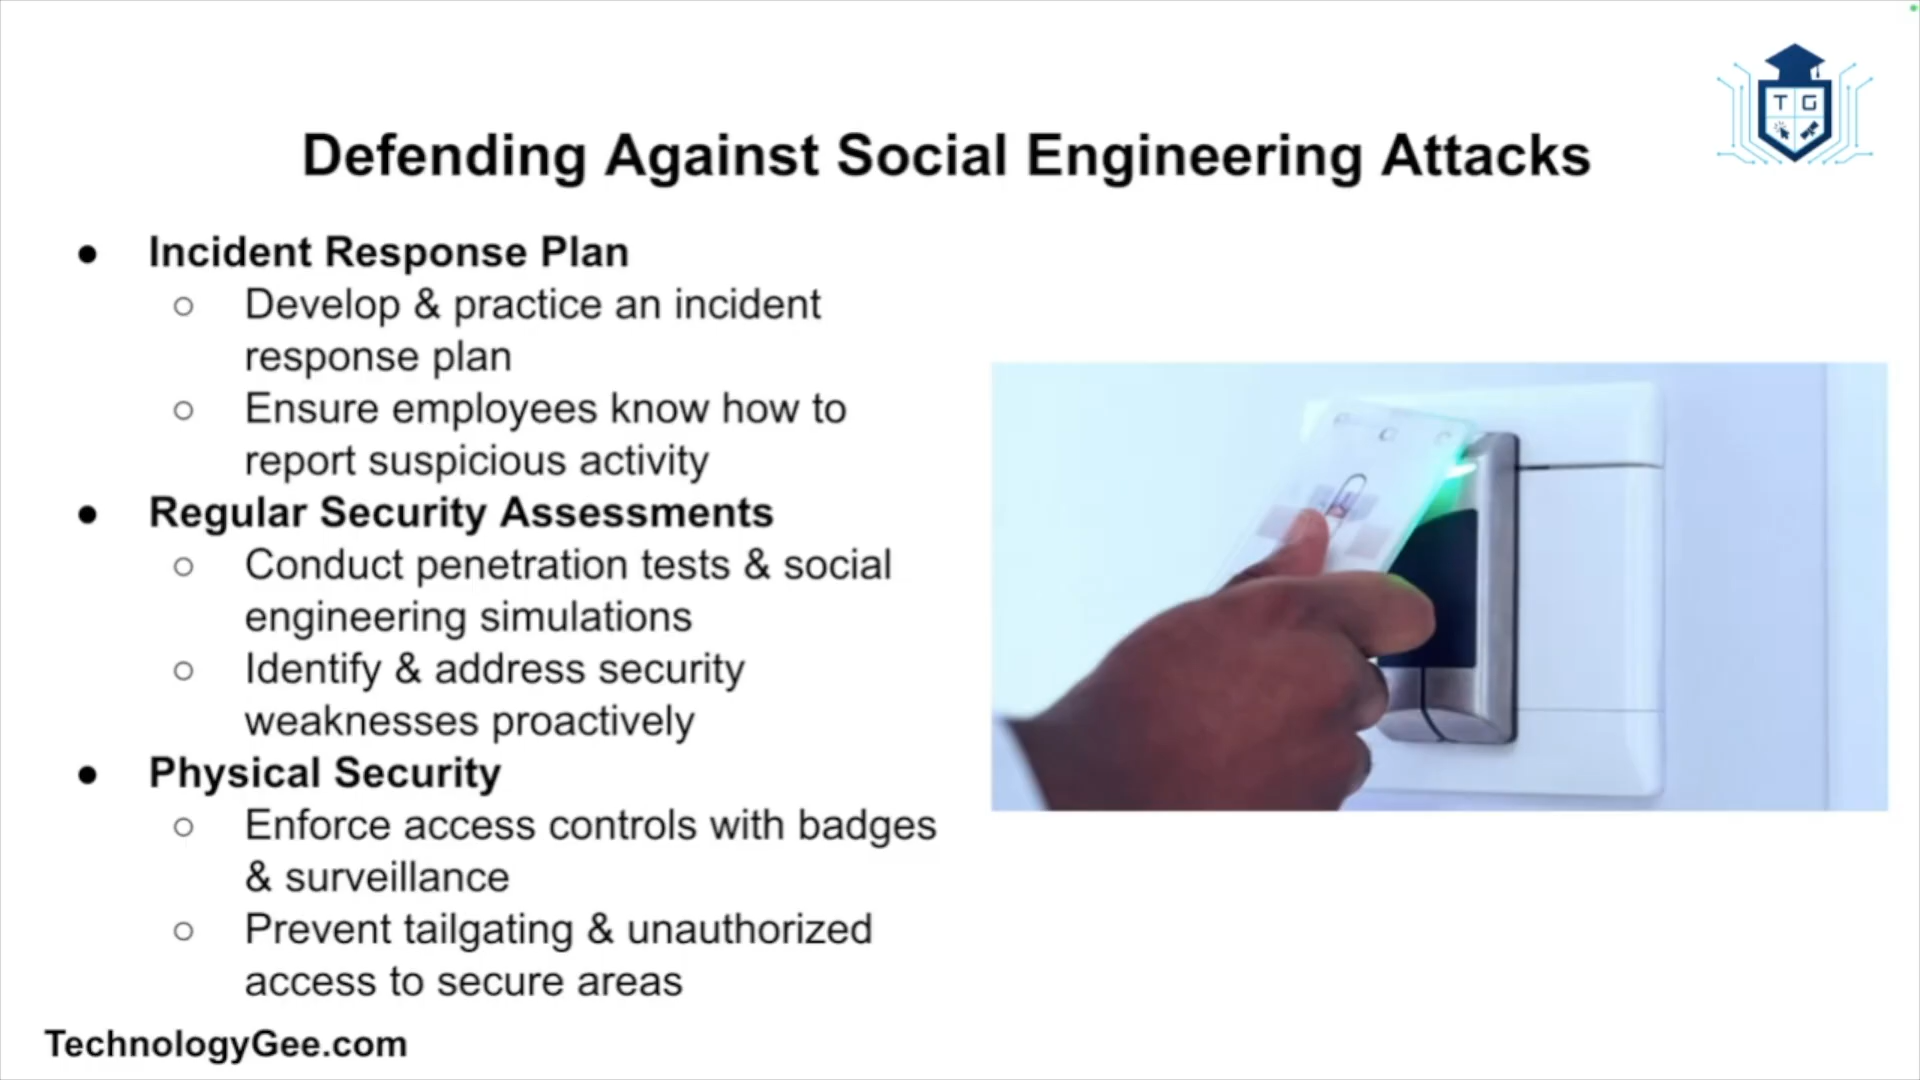 T G
Defending Against Social Engineering Attacks
● Incident Response Plan
○ Develop & practice an incident
response plan
○ Ensure employees know how to
report suspicious activity
● Regular Security Assessments
○ Conduct penetration tests & social
engineering simulations
○ Identify & address security
weaknesses proactively
● Physical Security
○ Enforce access controls with badges
& surveillance
○ Prevent tailgating & unauthorized
access to secure areas
TechnologyGee.com